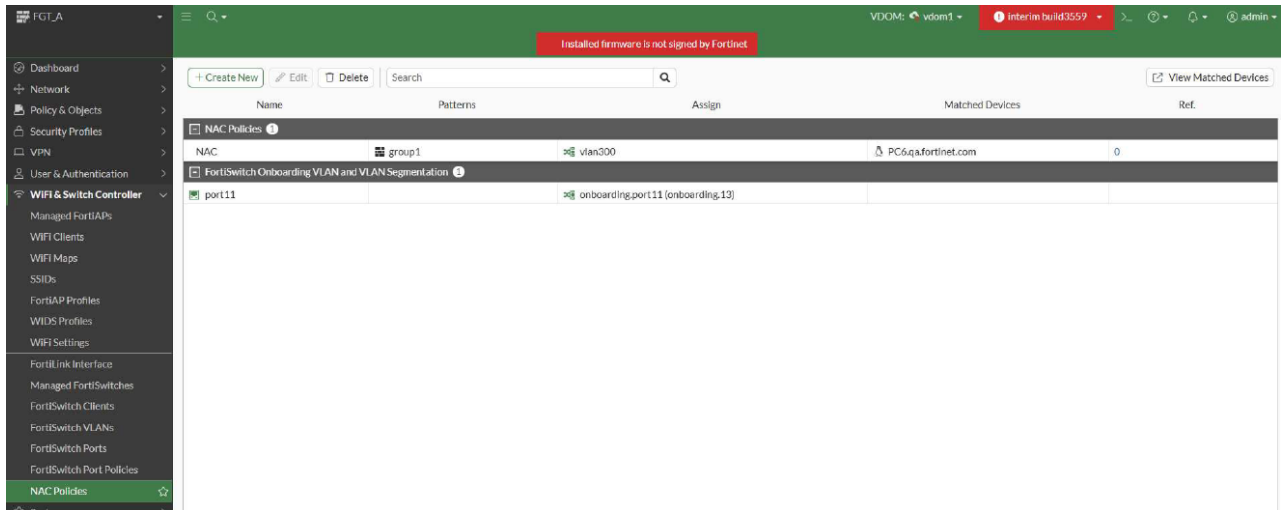 FGT_A
VDOM: vdom1
interim build3559
admin
Installed firmware is not signed by Fortinet
Dashboard
Network
Policy & Objects
Security Profiles
VPN
User & Authentication
WiFi & Switch Controller
Managed FortiAPs
WiFi Clients
WiFi Maps
SSIDs
FortiAP Profiles
WIDS Profiles
WiFi Settings
FortiLink Interface
Managed FortiSwitches
FortiSwitch Clients
FortiSwitch VLANs
FortiSwitch Ports
FortiSwitch Port Policies
NAC Policies
+ Create New Edit Delete Search View Matched Devices
Name Patterns Assign Matched Devices Ref.
NAC Policies 1
NAC group1 vlan300 PC6.qa.fortinet.com 0
FortiSwitch Onboarding VLAN and VLAN Segmentation 1
port11 onboarding.port11 (onboarding.13)